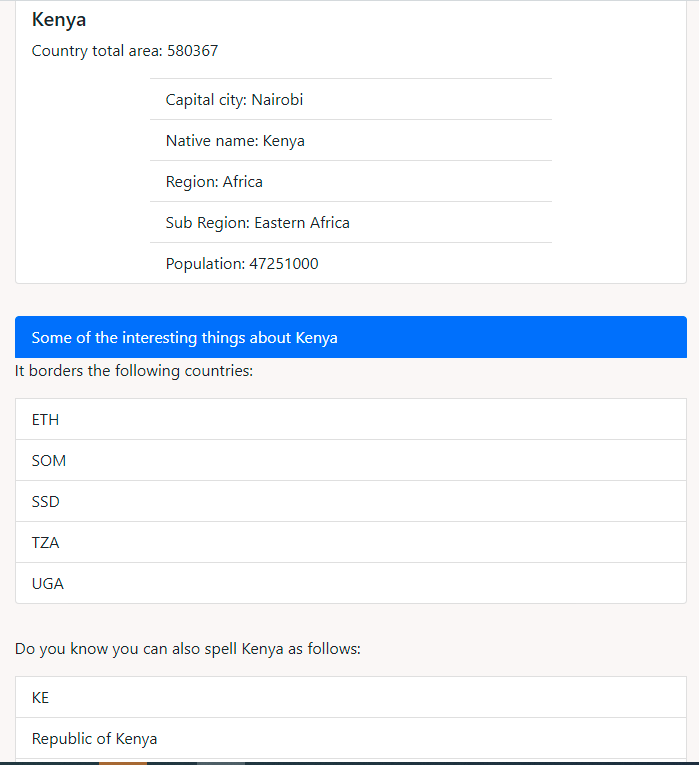 Kenya
Country total area: 580367
Capital city: Nairobi
Native name: Kenya
Region: Africa
Sub Region: Eastern Africa
Population: 47251000
Some of the interesting things about Kenya
It borders the following countries:
ETH
SOM
SSD
TZA
UGA
Do you know you can also spell Kenya as follows:
KE
Republic of Kenya